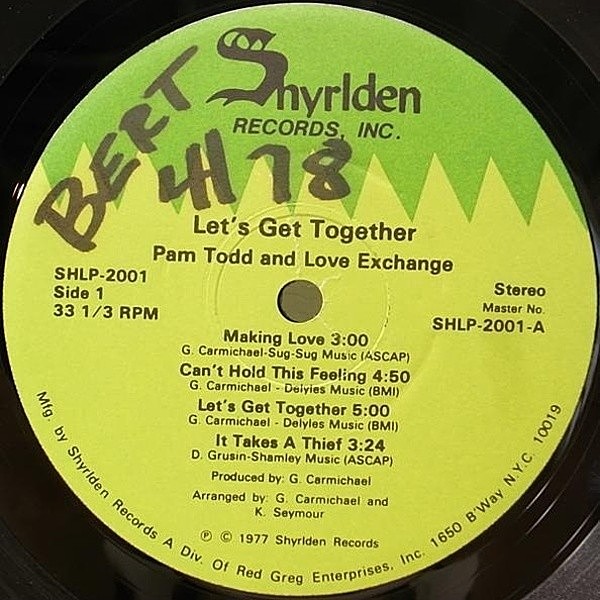 BERT
4178
Shyrlden
RECORDS, INC.
Let's Get Together
Pam Todd and Love Exchange
SHLP-2001
Side 1
33 1/3 RPM
Stereo
Master No.
SHLP-2001-A
Making Love 3:00
G. Carmichael-Sug-Sug Music (ASCAP)
Can't Hold This Feeling 4:50
G. Carmichael - Delyles Music (BMI)
Let's Get Together 5:00
G. Carmichael - Delyles Music (BMI)
It Takes A Thief 3:24
D. Grusin-Shamley Music (ASCAP)
Produced by: G. Carmichael
Arranged by: G. Carmichael and
K. Seymour
℗ © 1977 Shyrlden Records
Mfg. by Shyrlden Records A Div. Of Red Greg Enterprises, Inc. 1650 B'Way N.Y.C. 10019